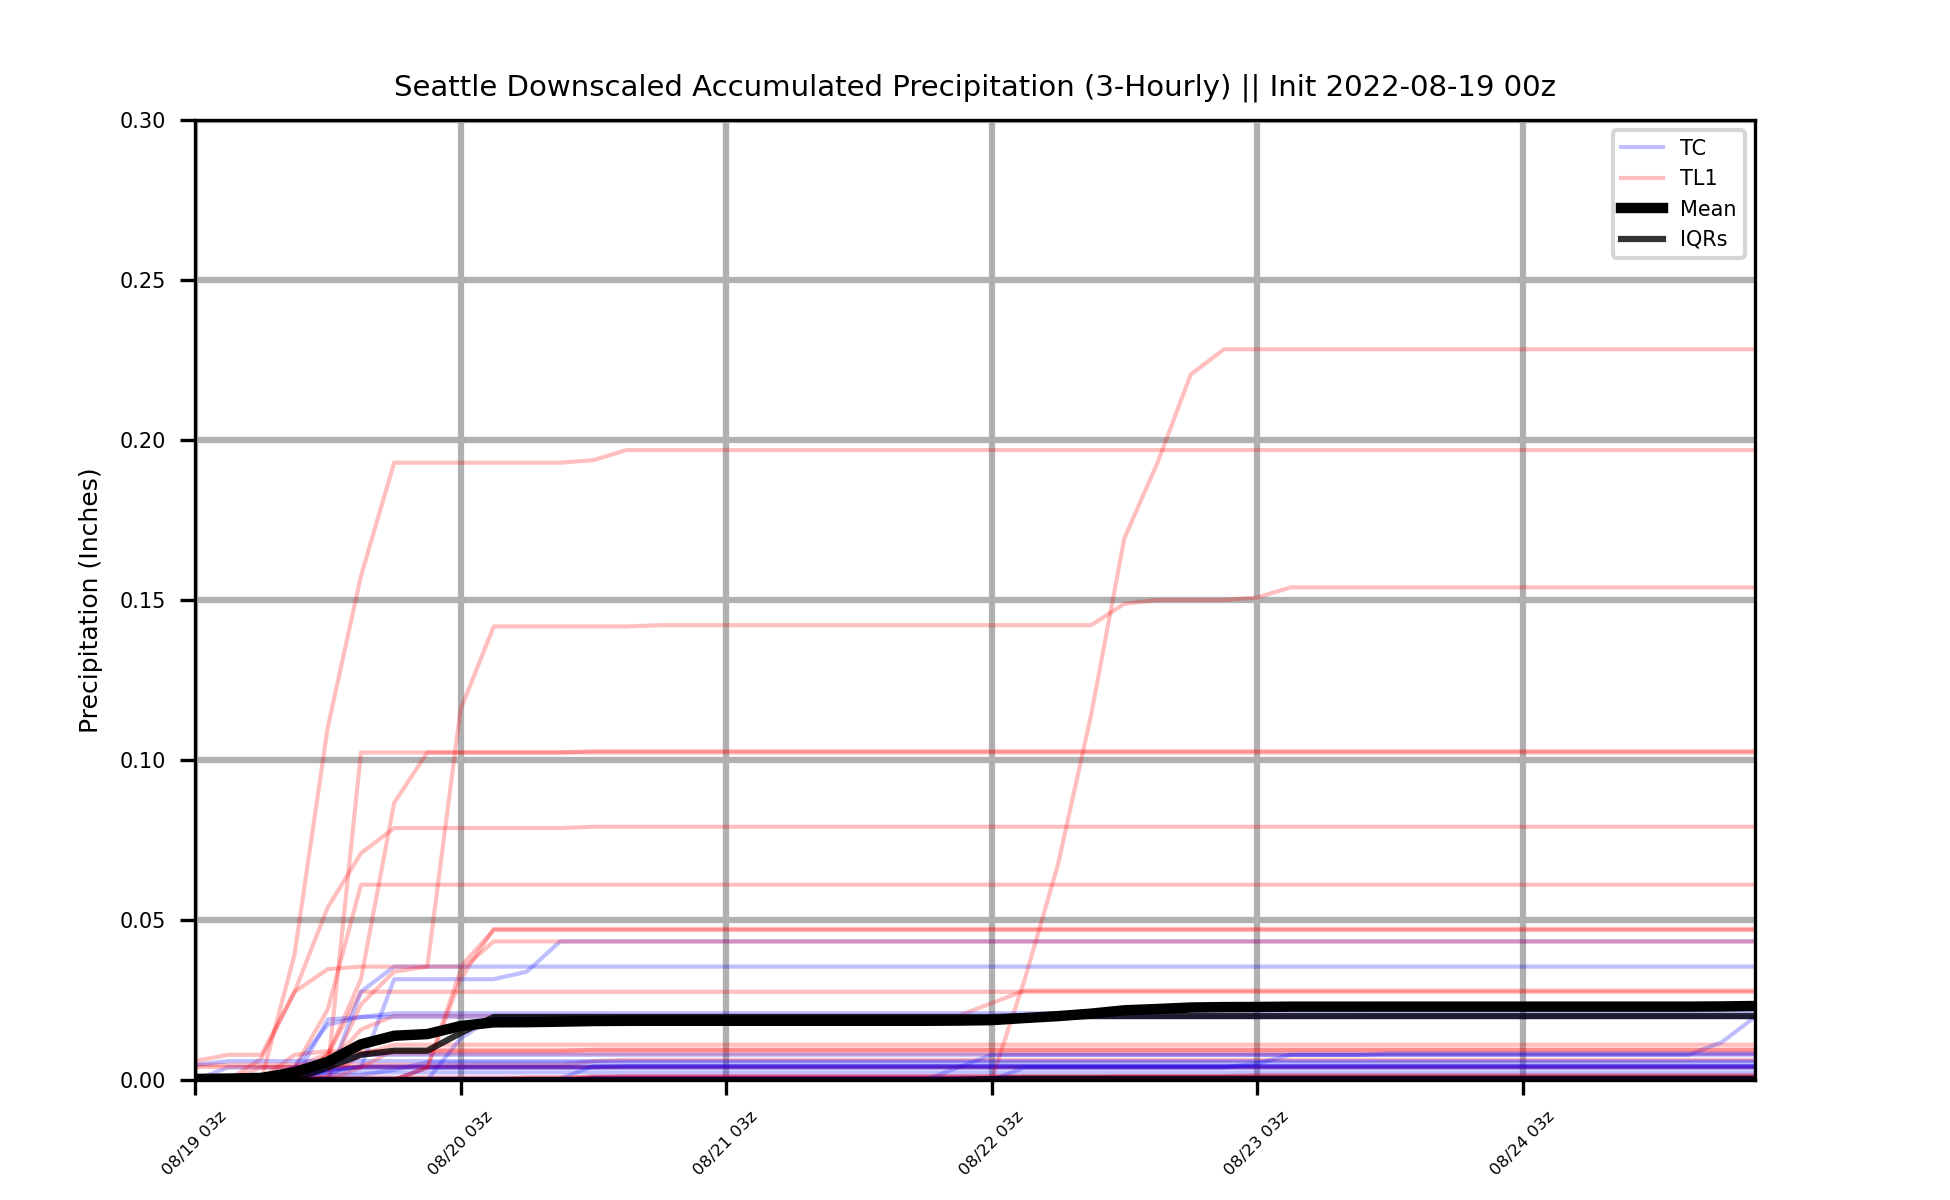 Seattle Downscaled Accumulated Precipitation (3-Hourly) || Init 2022-08-19 00z
0.30
0.25
0.20
0.15
0.10
0.05
0.00
Precipitation (Inches)
TC
TL1
Mean
IQRs
08/19 03z
08/20 03z
08/21 03z
08/22 03z
08/23 03z
08/24 03z